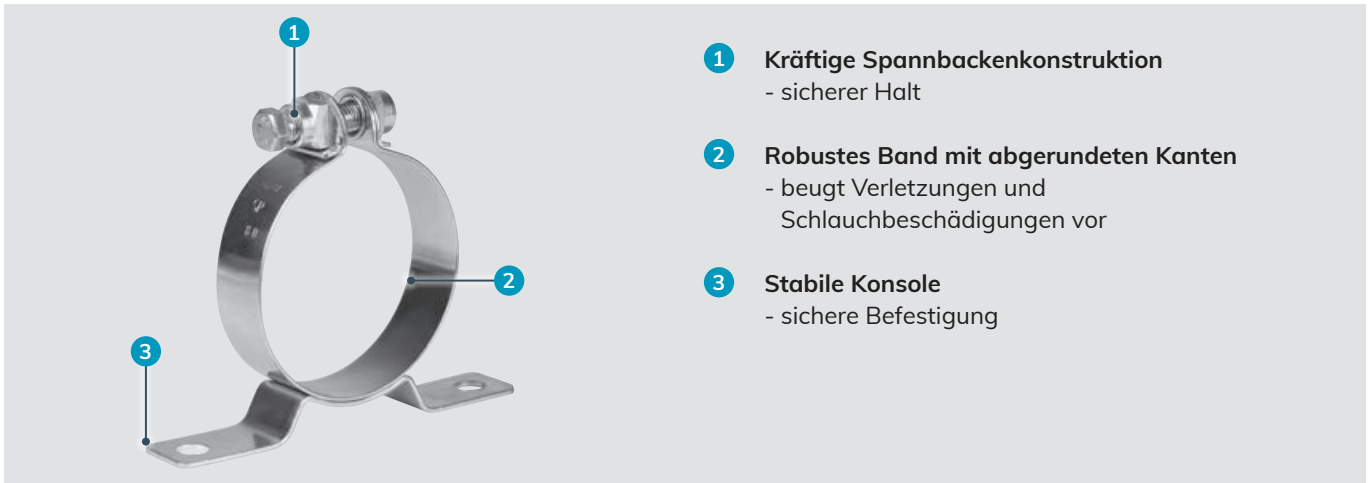 1
1 Kräftige Spannbackenkonstruktion
- sicherer Halt
2 Robustes Band mit abgerundeten Kanten
- beugt Verletzungen und
Schlauchbeschädigungen vor
2
3 Stabile Konsole
- sichere Befestigung
3